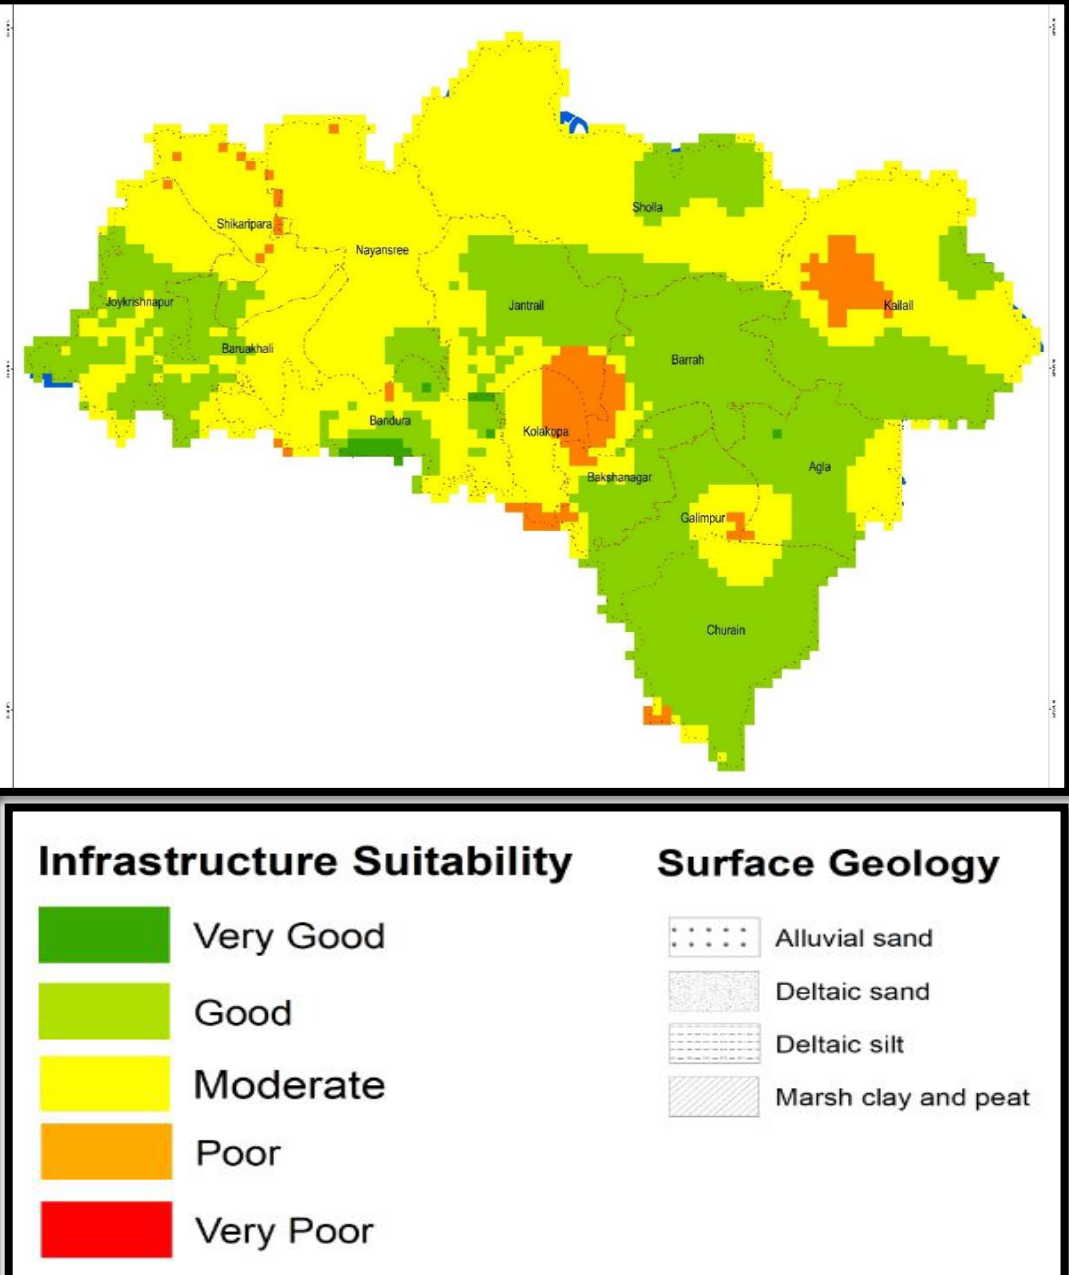 Sholla
Shikaripara
Nayansree
Joykrishnapur
Jantrail
Kailail
Baruakhali
Barrah
Bandura
Kolakopa
Agla
Bakshanagar
Galimpur
Churain
Infrastructure Suitability
Very Good
Good
Moderate
Poor
Very Poor
Surface Geology
Alluvial sand
Deltaic sand
Deltaic silt
Marsh clay and peat